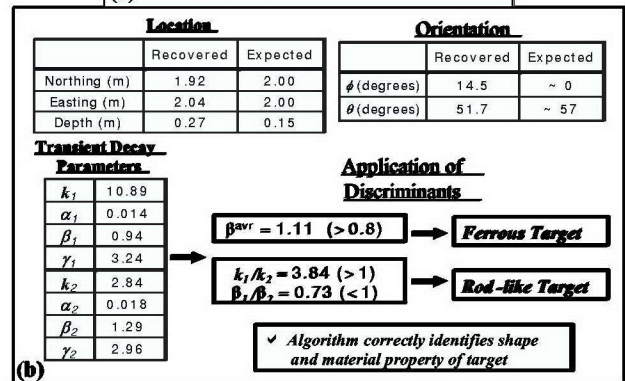 Location
Recovered Expected
Northing (m) 1.92 2.00
Easting (m) 2.04 2.00
Depth (m) 0.27 0.15
Orientation
Recovered Expected
ϕ (degrees) 14.5 ~ 0
θ (degrees) 51.7 ~ 57
Transient Decay
Parameters
k₁ 10.89
α₁ 0.014
β₁ 0.94
γ₁ 3.24
k₂ 2.84
α₂ 0.018
β₂ 1.29
γ₂ 2.96
Application of
Discriminants
βᵃᵛʳ = 1.11 (>0.8)
Ferrous Target
k₁/k₂ = 3.84 (>1)
β₁/β₂ = 0.73 (<1)
Rod-like Target
✓ Algorithm correctly identifies shape
and material property of target
(b)